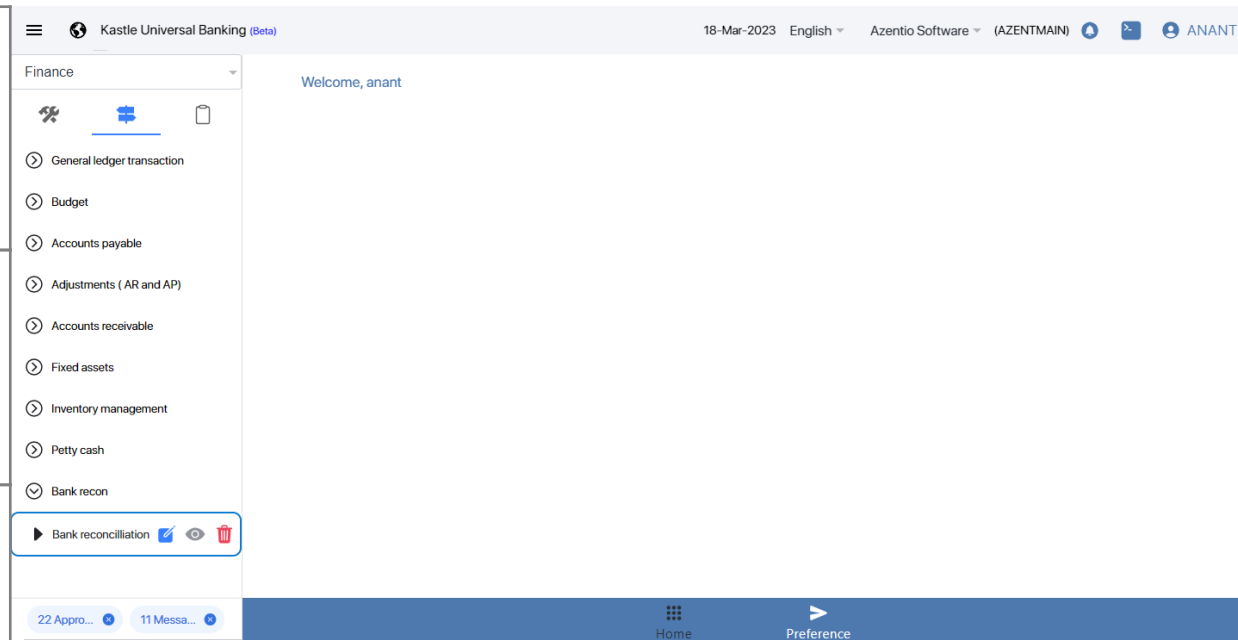 Kastle Universal Banking (Beta) 18-Mar-2023 English Azentio Software (AZENTMAIN) ANANT
Finance
Welcome, anant
General ledger transaction
Budget
Accounts payable
Adjustments ( AR and AP)
Accounts receivable
Fixed assets
Inventory management
Petty cash
Bank recon
Bank reconcilliation
22 Appro... 11 Messa...
Home Preference